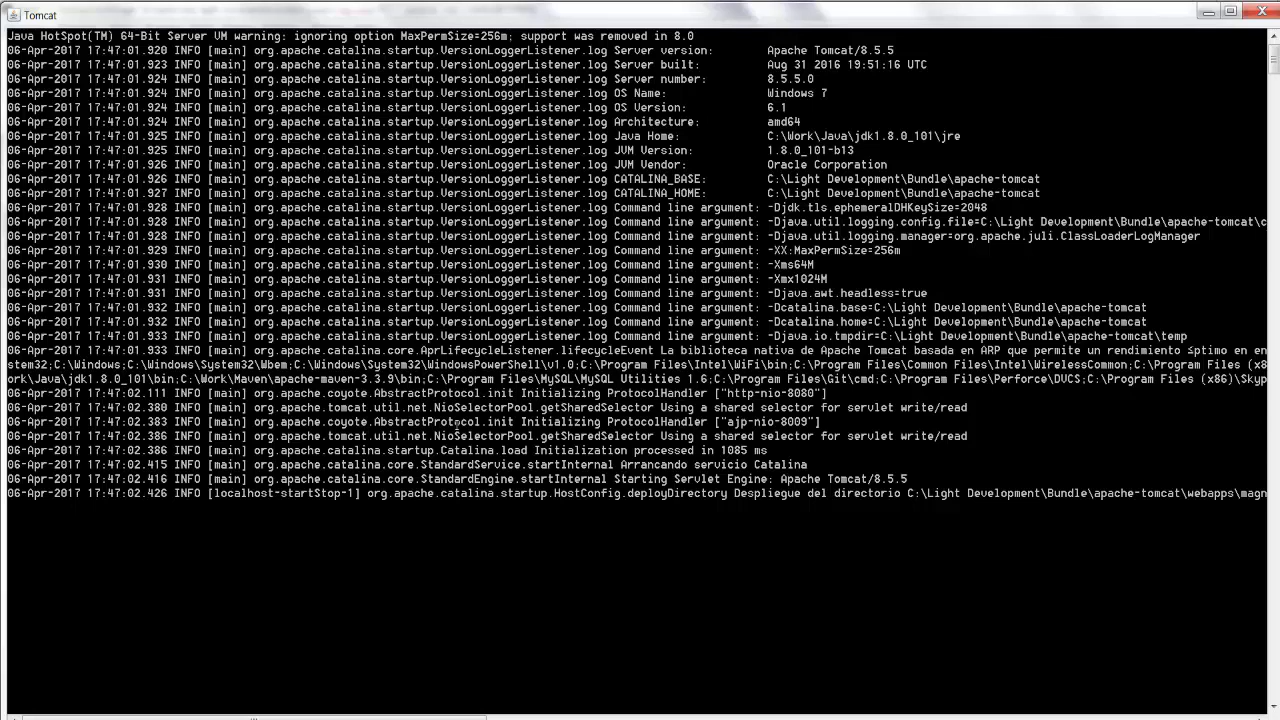 Tomcat
Java HotSpot(TM) 64-Bit Server VM warning: ignoring option MaxPermSize=256m; support was removed in 8.0
06-Apr-2017 17:47:01.920 INFO [main] org.apache.catalina.startup.VersionLoggerListener.log Server version: Apache Tomcat/8.5.5
06-Apr-2017 17:47:01.923 INFO [main] org.apache.catalina.startup.VersionLoggerListener.log Server built: Aug 31 2016 19:51:16 UTC
06-Apr-2017 17:47:01.924 INFO [main] org.apache.catalina.startup.VersionLoggerListener.log Server number: 8.5.5.0
06-Apr-2017 17:47:01.924 INFO [main] org.apache.catalina.startup.VersionLoggerListener.log OS Name: Windows 7
06-Apr-2017 17:47:01.924 INFO [main] org.apache.catalina.startup.VersionLoggerListener.log OS Version: 6.1
06-Apr-2017 17:47:01.924 INFO [main] org.apache.catalina.startup.VersionLoggerListener.log Architecture: amd64
06-Apr-2017 17:47:01.925 INFO [main] org.apache.catalina.startup.VersionLoggerListener.log Java Home: C:\Work\Java\jdk1.8.0_101\jre
06-Apr-2017 17:47:01.925 INFO [main] org.apache.catalina.startup.VersionLoggerListener.log JVM Version: 1.8.0_101-b13
06-Apr-2017 17:47:01.926 INFO [main] org.apache.catalina.startup.VersionLoggerListener.log JVM Vendor: Oracle Corporation
06-Apr-2017 17:47:01.926 INFO [main] org.apache.catalina.startup.VersionLoggerListener.log CATALINA_BASE: C:\Light Development\Bundle\apache-tomcat
06-Apr-2017 17:47:01.927 INFO [main] org.apache.catalina.startup.VersionLoggerListener.log CATALINA_HOME: C:\Light Development\Bundle\apache-tomcat
06-Apr-2017 17:47:01.928 INFO [main] org.apache.catalina.startup.VersionLoggerListener.log Command line argument: -Djdk.tls.ephemeralDHKeySize=2048
06-Apr-2017 17:47:01.928 INFO [main] org.apache.catalina.startup.VersionLoggerListener.log Command line argument: -Djava.util.logging.config.file=C:\Light Development\Bundle\apache-tomcat\c
06-Apr-2017 17:47:01.928 INFO [main] org.apache.catalina.startup.VersionLoggerListener.log Command line argument: -Djava.util.logging.manager=org.apache.juli.ClassLoaderLogManager
06-Apr-2017 17:47:01.929 INFO [main] org.apache.catalina.startup.VersionLoggerListener.log Command line argument: -XX:MaxPermSize=256m
06-Apr-2017 17:47:01.930 INFO [main] org.apache.catalina.startup.VersionLoggerListener.log Command line argument: -Xms64M
06-Apr-2017 17:47:01.931 INFO [main] org.apache.catalina.startup.VersionLoggerListener.log Command line argument: -Xmx1024M
06-Apr-2017 17:47:01.931 INFO [main] org.apache.catalina.startup.VersionLoggerListener.log Command line argument: -Djava.awt.headless=true
06-Apr-2017 17:47:01.932 INFO [main] org.apache.catalina.startup.VersionLoggerListener.log Command line argument: -Dcatalina.base=C:\Light Development\Bundle\apache-tomcat
06-Apr-2017 17:47:01.932 INFO [main] org.apache.catalina.startup.VersionLoggerListener.log Command line argument: -Dcatalina.home=C:\Light Development\Bundle\apache-tomcat
06-Apr-2017 17:47:01.933 INFO [main] org.apache.catalina.startup.VersionLoggerListener.log Command line argument: -Djava.io.tmpdir=C:\Light Development\Bundle\apache-tomcat\temp
06-Apr-2017 17:47:01.933 INFO [main] org.apache.catalina.core.AprLifecycleListener.lifecycleEvent La biblioteca nativa de Apache Tomcat basada en ARP que permite un rendimiento ≤ptimo en en
stem32;C:\Windows;C:\Windows\System32\Wbem;C:\Windows\System32\WindowsPowerShell\v1.0;C:\Program Files\Intel\WiFi\bin;C:\Program Files\Common Files\Intel\WirelessCommon;C:\Program Files (x8
ork\Java\jdk1.8.0_101\bin;C:\Work\Maven\apache-maven-3.3.9\bin;C:\Program Files\MySQL\MySQL Utilities 1.6;C:\Program Files\Git\cmd;C:\Program Files\Perforce\DVCS;C:\Program Files (x86)\Skyp
06-Apr-2017 17:47:02.111 INFO [main] org.apache.coyote.AbstractProtocol.init Initializing ProtocolHandler ["http-nio-8080"]
06-Apr-2017 17:47:02.380 INFO [main] org.apache.tomcat.util.net.NioSelectorPool.getSharedSelector Using a shared selector for servlet write/read
06-Apr-2017 17:47:02.383 INFO [main] org.apache.coyote.AbstractProtocol.init Initializing ProtocolHandler ["ajp-nio-8009"]
06-Apr-2017 17:47:02.386 INFO [main] org.apache.tomcat.util.net.NioSelectorPool.getSharedSelector Using a shared selector for servlet write/read
06-Apr-2017 17:47:02.386 INFO [main] org.apache.catalina.startup.Catalina.load Initialization processed in 1085 ms
06-Apr-2017 17:47:02.415 INFO [main] org.apache.catalina.core.StandardService.startInternal Arrancando servicio Catalina
06-Apr-2017 17:47:02.416 INFO [main] org.apache.catalina.core.StandardEngine.startInternal Starting Servlet Engine: Apache Tomcat/8.5.5
06-Apr-2017 17:47:02.426 INFO [localhost-startStop-1] org.apache.catalina.startup.HostConfig.deployDirectory Despliegue del directorio C:\Light Development\Bundle\apache-tomcat\webapps\magn